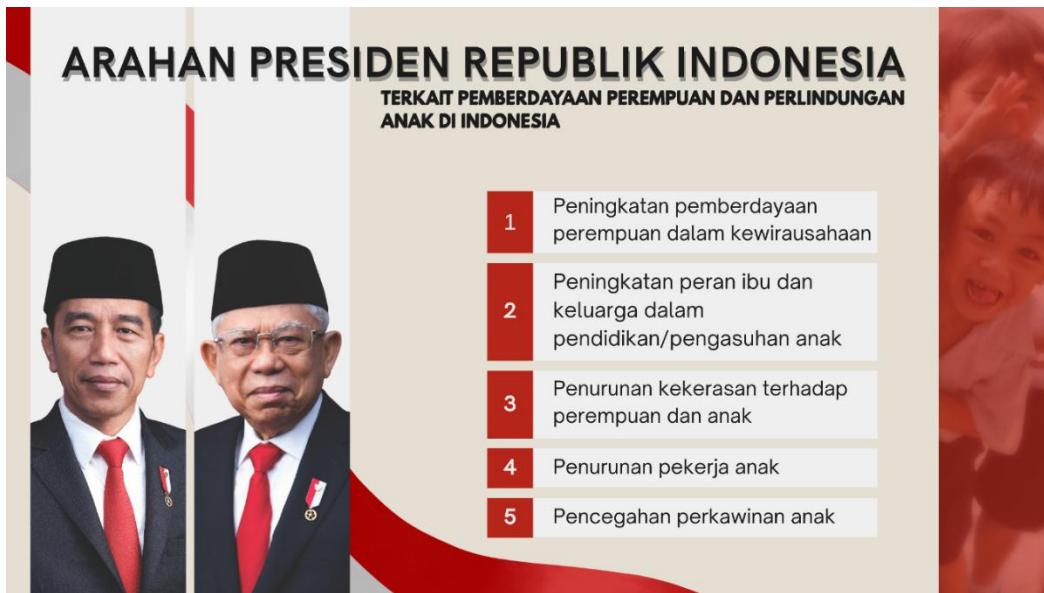 ARAHAN PRESIDEN REPUBLIK INDONESIA
TERKAIT PEMBERDAYAAN PEREMPUAN DAN PERLINDUNGAN
ANAK DI INDONESIA
1
Peningkatan pemberdayaan
perempuan dalam kewirausahaan
2
Peningkatan peran ibu dan
keluarga dalam
pendidikan/pengasuhan anak
3
Penurunan kekerasan terhadap
perempuan dan anak
4
Penurunan pekerja anak
5
Pencegahan perkawinan anak